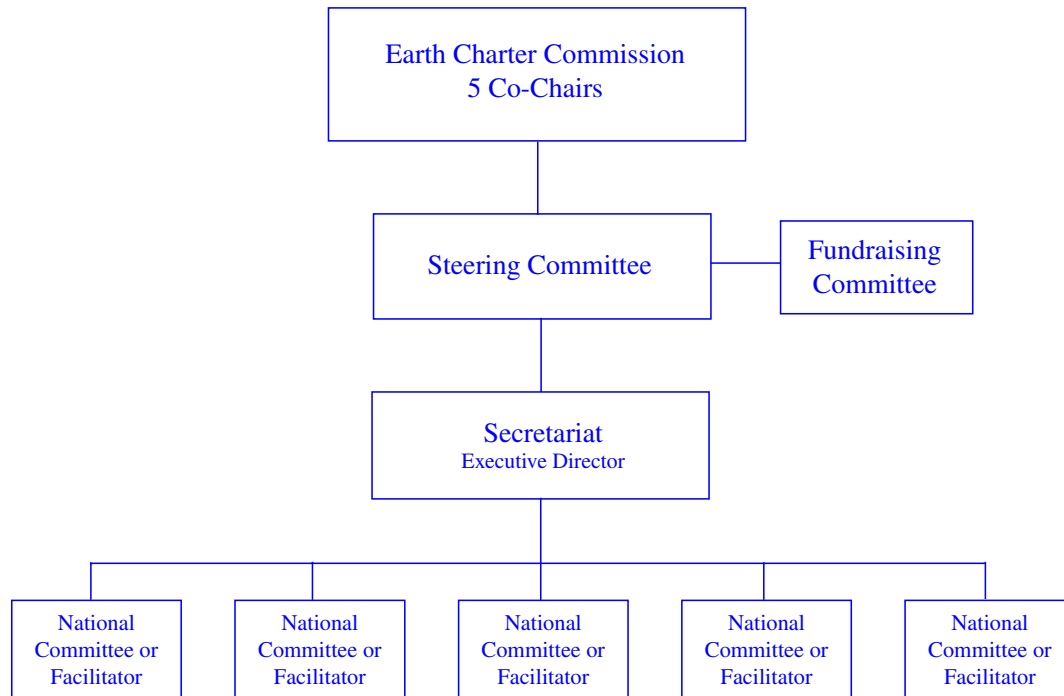 Earth Charter Commission
5 Co-Chairs
Steering Committee
Fundraising
Committee
Secretariat
Executive Director
National
Committee or
Facilitator
National
Committee or
Facilitator
National
Committee or
Facilitator
National
Committee or
Facilitator
National
Committee or
Facilitator